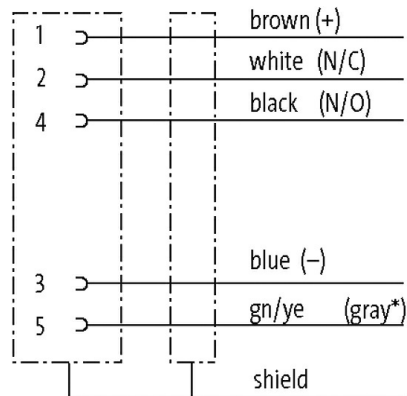 1 brown (+)
2 white (N/C)
4 black (N/O)
3 blue (–)
5 gn/ye (gray*)
shield